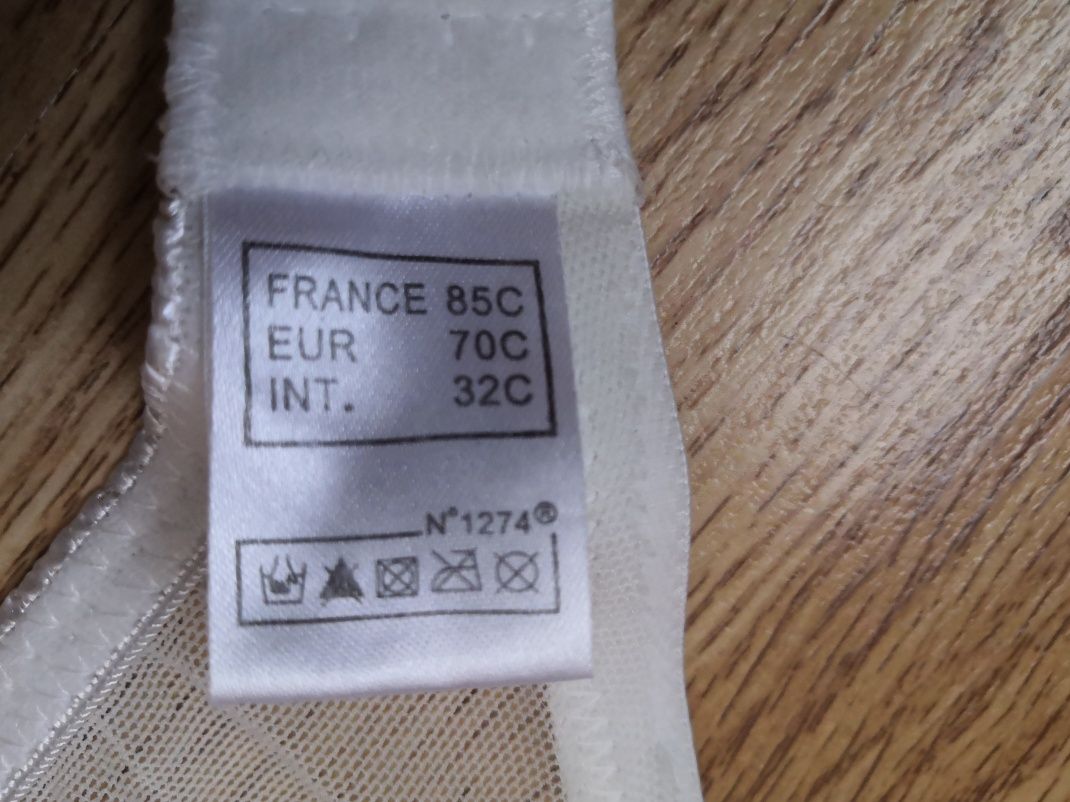 FRANCE 85C
EUR 70C
INT. 32C
N°1274®